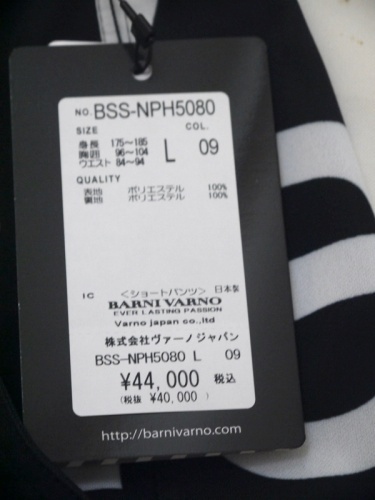 NO. BSS-NPH5080
SIZE COL.
身長 175~185
胸囲 96~104 L 09
ウエスト 84~94
QUALITY
表地 ポリエステル 100%
裏地 ポリエステル 100%
IC <ショートパンツ> 日本製
BARNI VARNO
EVER LASTING PASSION
Varno japan co.,ltd
株式会社ヴァーノジャパン
BSS-NPH5080 L 09
¥44,000 税込
(税抜 ¥40,000 )
http://barnivarno.com